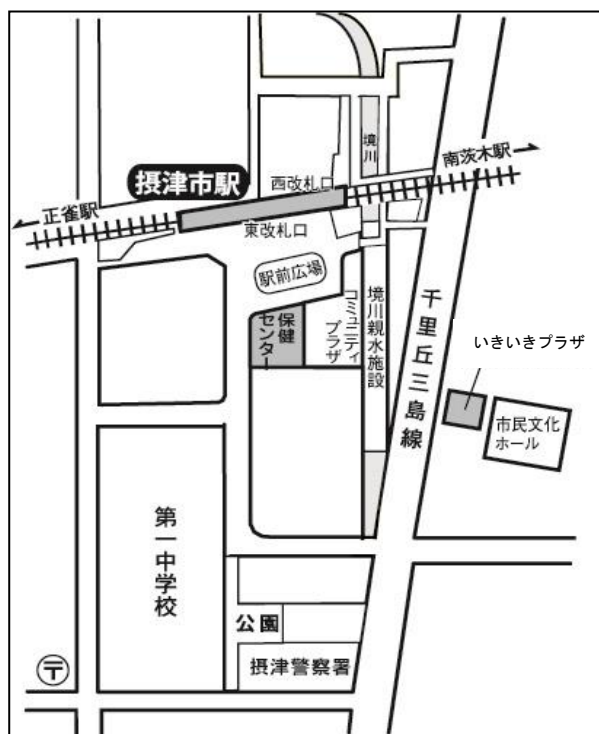 境川
南茨木駅
摂津市駅
西改札口
正雀駅
東改札口
駅前広場
保健
センター
コミュニティ
プラザ
境川親水施設
千里丘三島線
いきいきプラザ
市民文化
ホール
第一中学校
公園
摂津警察署
〒